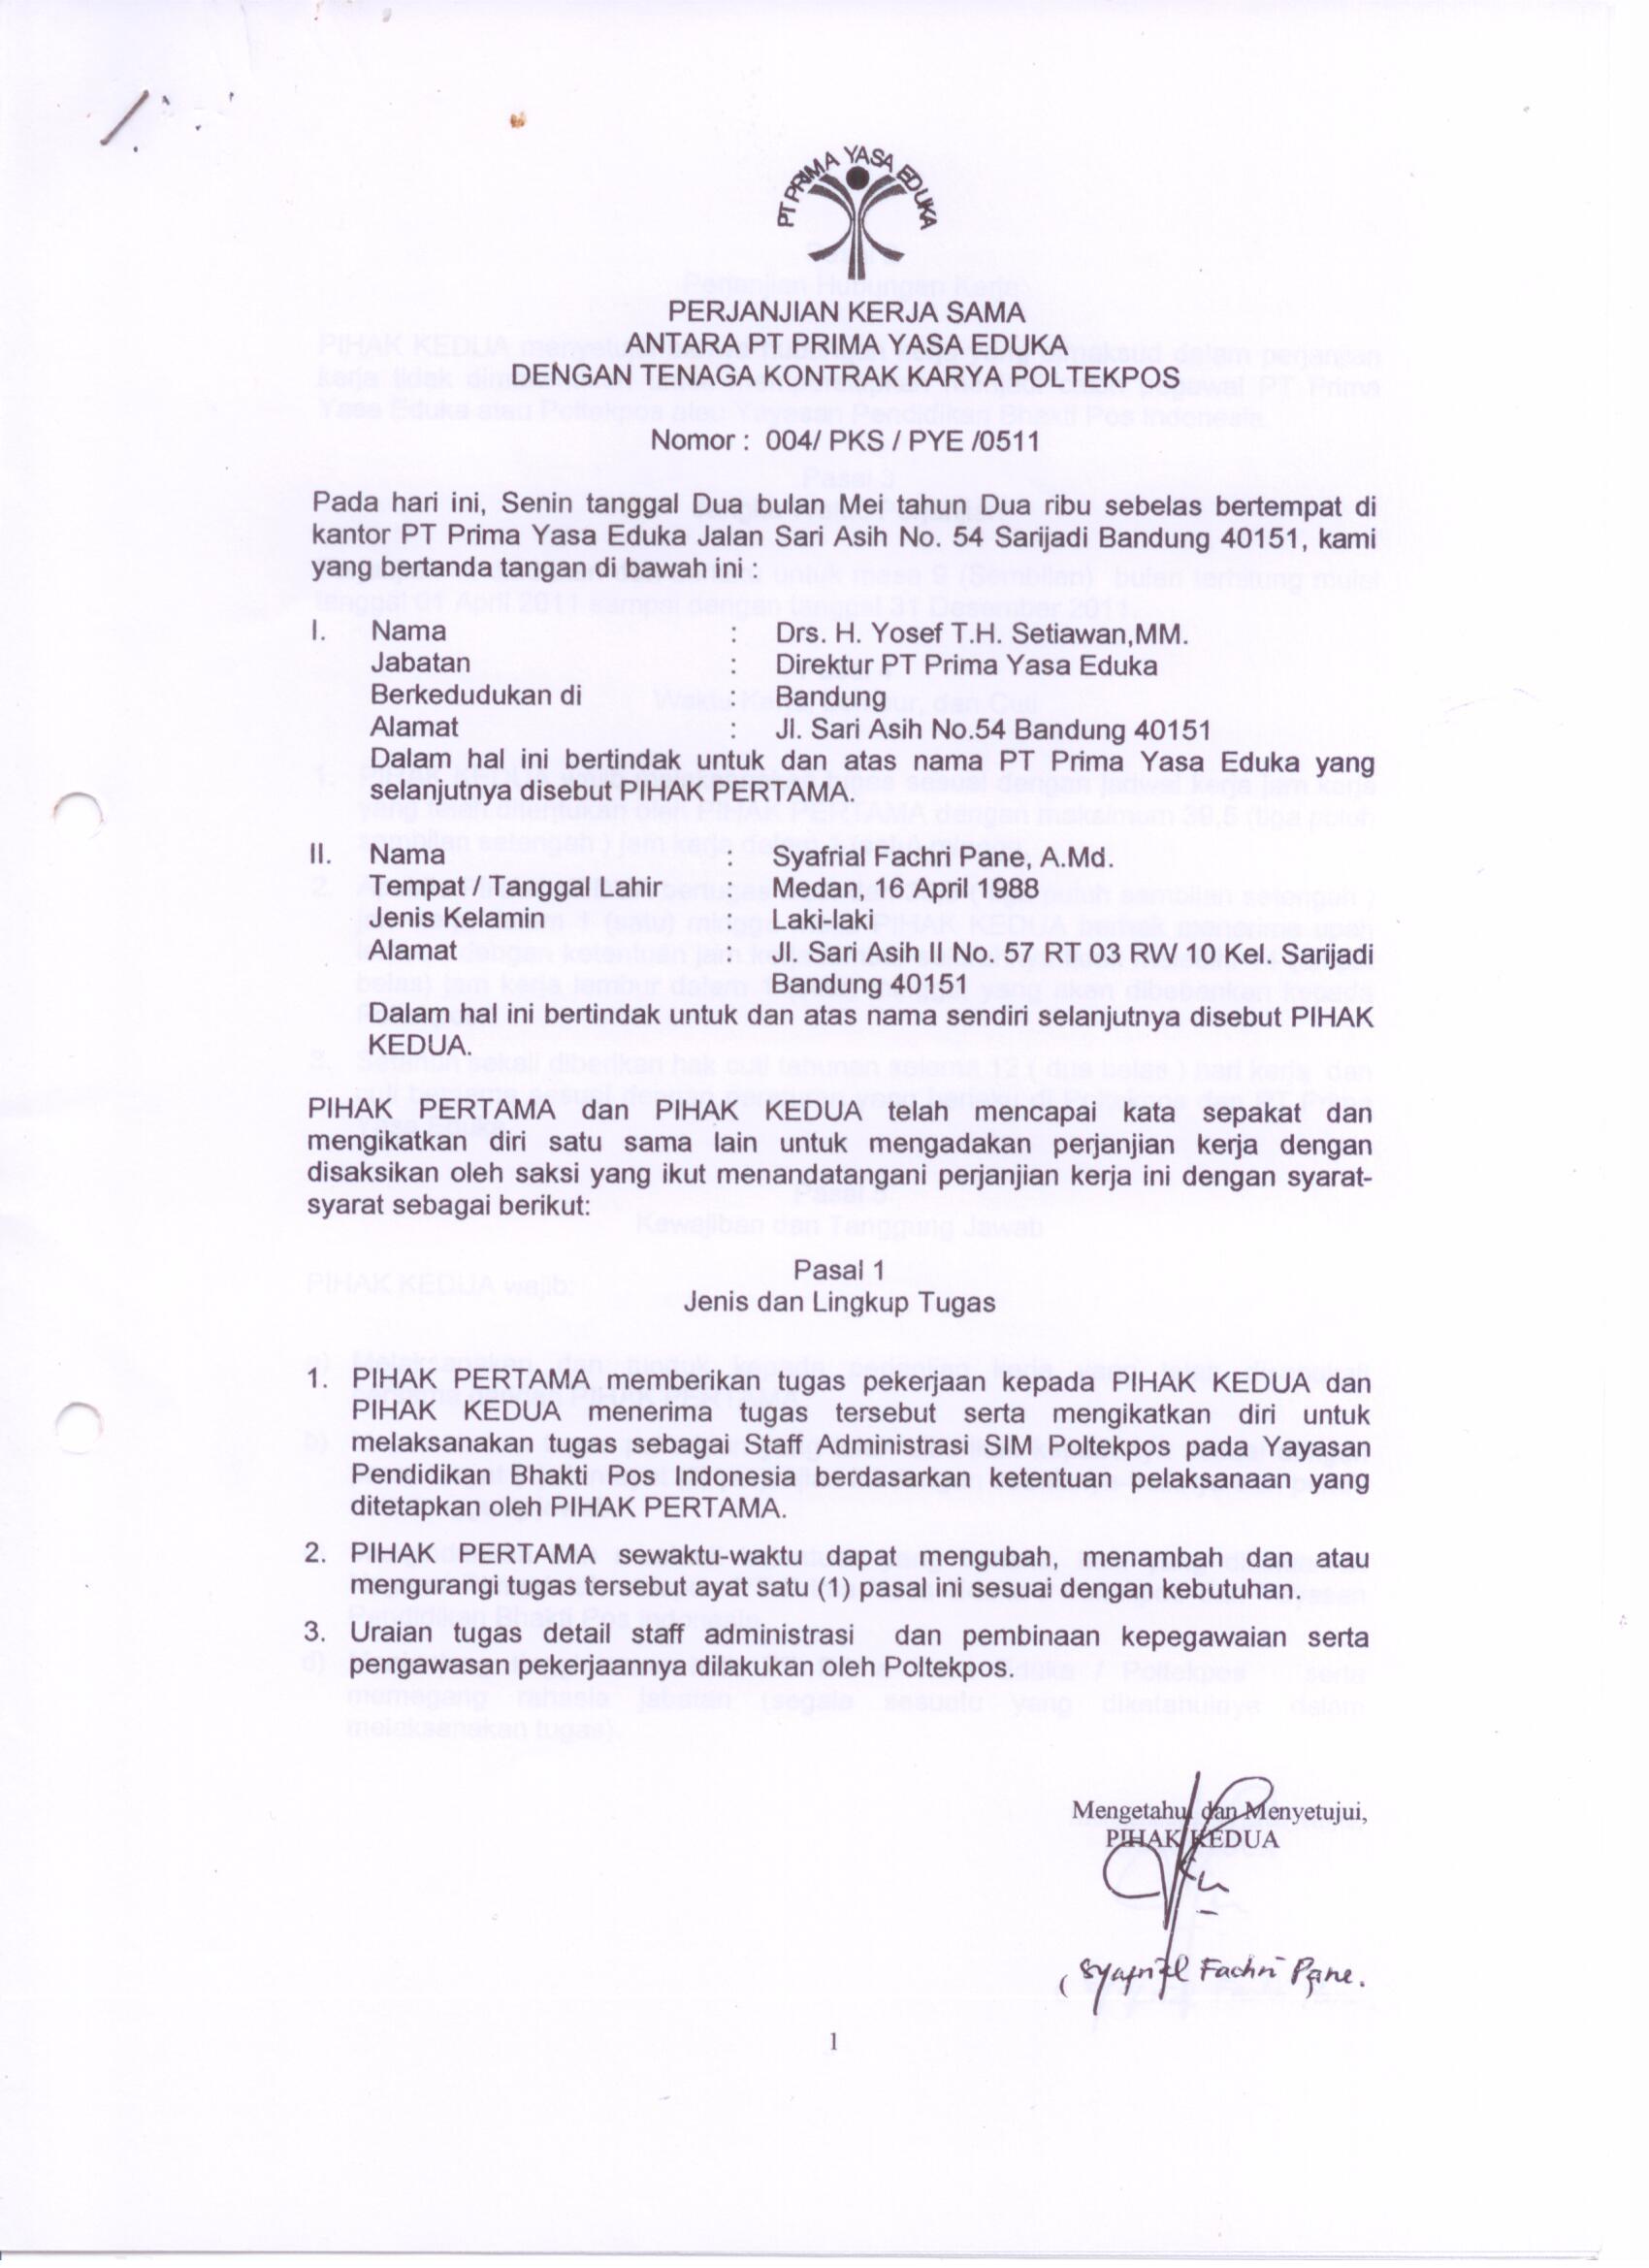 PT PRIMA YASA EDUKA
PERJANJIAN KERJA SAMA
ANTARA PT PRIMA YASA EDUKA
DENGAN TENAGA KONTRAK KARYA POLTEKPOS
Nomor : 004/ PKS / PYE /0511
Pada hari ini, Senin tanggal Dua bulan Mei tahun Dua ribu sebelas bertempat di
kantor PT Prima Yasa Eduka Jalan Sari Asih No. 54 Sarijadi Bandung 40151, kami
yang bertanda tangan di bawah ini :
I. Nama : Drs. H. Yosef T.H. Setiawan,MM.
Jabatan : Direktur PT Prima Yasa Eduka
Berkedudukan di : Bandung
Alamat : Jl. Sari Asih No.54 Bandung 40151
Dalam hal ini bertindak untuk dan atas nama PT Prima Yasa Eduka yang
selanjutnya disebut PIHAK PERTAMA.
II. Nama : Syafrial Fachri Pane, A.Md.
Tempat / Tanggal Lahir : Medan, 16 April 1988
Jenis Kelamin : Laki-laki
Alamat : Jl. Sari Asih II No. 57 RT 03 RW 10 Kel. Sarijadi
Bandung 40151
Dalam hal ini bertindak untuk dan atas nama sendiri selanjutnya disebut PIHAK
KEDUA.
PIHAK PERTAMA dan PIHAK KEDUA telah mencapai kata sepakat dan
mengikatkan diri satu sama lain untuk mengadakan perjanjian kerja dengan
disaksikan oleh saksi yang ikut menandatangani perjanjian kerja ini dengan syarat-
syarat sebagai berikut:
Pasal 1
Jenis dan Lingkup Tugas
1. PIHAK PERTAMA memberikan tugas pekerjaan kepada PIHAK KEDUA dan
PIHAK KEDUA menerima tugas tersebut serta mengikatkan diri untuk
melaksanakan tugas sebagai Staff Administrasi SIM Poltekpos pada Yayasan
Pendidikan Bhakti Pos Indonesia berdasarkan ketentuan pelaksanaan yang
ditetapkan oleh PIHAK PERTAMA.
2. PIHAK PERTAMA sewaktu-waktu dapat mengubah, menambah dan atau
mengurangi tugas tersebut ayat satu (1) pasal ini sesuai dengan kebutuhan.
3. Uraian tugas detail staff administrasi dan pembinaan kepegawaian serta
pengawasan pekerjaannya dilakukan oleh Poltekpos.
Mengetahui dan Menyetujui,
PIHAK KEDUA
( Syafrial Fachri Pane.
1